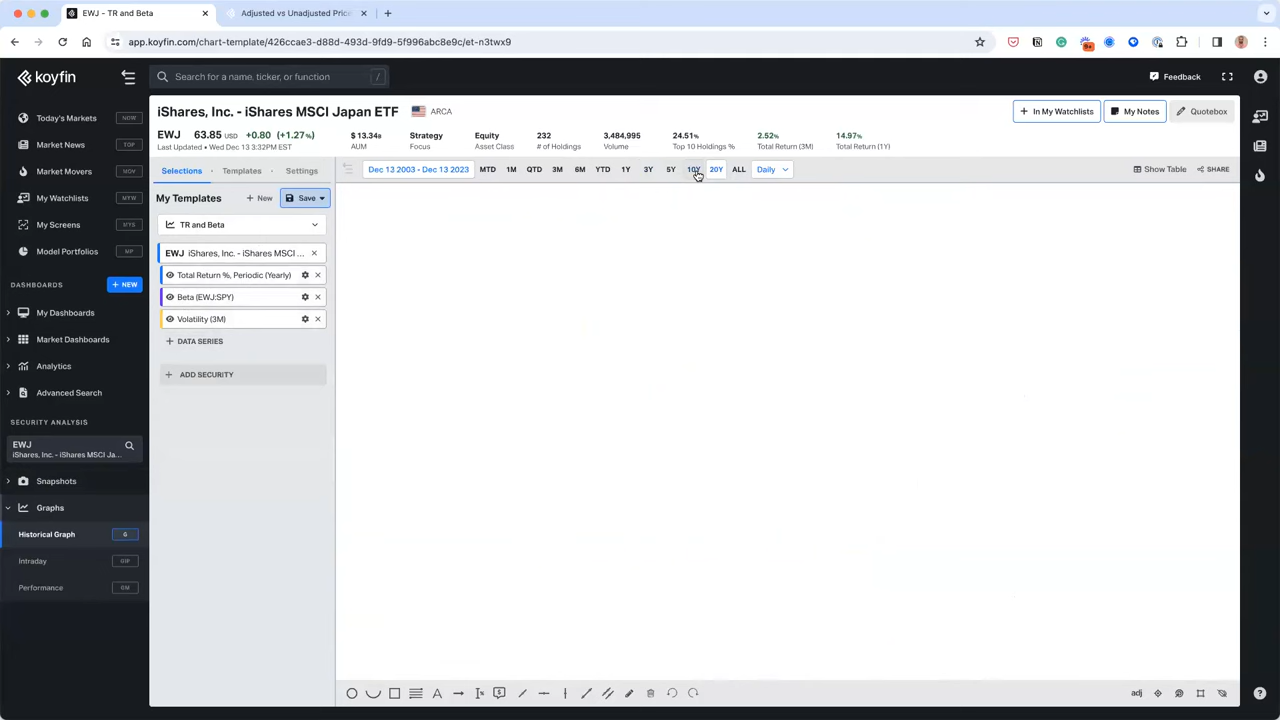 EWJ - TR and Beta
Adjusted vs Unadjusted Price
app.koyfin.com/chart-template/426ccae3-d88d-493d-9fd9-5f996abc8e9c/et-n3twx9
9+
koyfin
Search for a name, ticker, or function /
Feedback
Today's Markets NOW
Market News TOP
Market Movers MYV
My Watchlists MYW
My Screens MYS
Model Portfolios MP
DASHBOARDS + NEW
My Dashboards
Market Dashboards
Analytics
Advanced Search
SECURITY ANALYSIS
EWJ
iShares, Inc. - iShares MSCI Ja...
Snapshots
Graphs
Historical Graph G
Intraday GIP
Performance GM
iShares, Inc. - iShares MSCI Japan ETF ARCA
+ In My Watchlists My Notes Quotebox
EWJ 63.85 USD +0.80 (+1.27%)
Last Updated • Wed Dec 13 3:32PM EST
$ 13.34B
AUM
Strategy
Focus
Equity
Asset Class
232
# of Holdings
3,484,995
Volume
24.51%
Top 10 Holdings %
2.52%
Total Return (3M)
14.97%
Total Return (1Y)
Selections Templates Settings
Dec 13 2003 - Dec 13 2023 MTD 1M QTD 3M 6M YTD 1Y 3Y 5Y 10Y 20Y ALL Daily
Show Table SHARE
My Templates + New Save
TR and Beta
EWJ iShares, Inc. - iShares MSCI ...
Total Return %, Periodic (Yearly)
Beta (EWJ:SPY)
Volatility (3M)
+ DATA SERIES
+ ADD SECURITY
adj